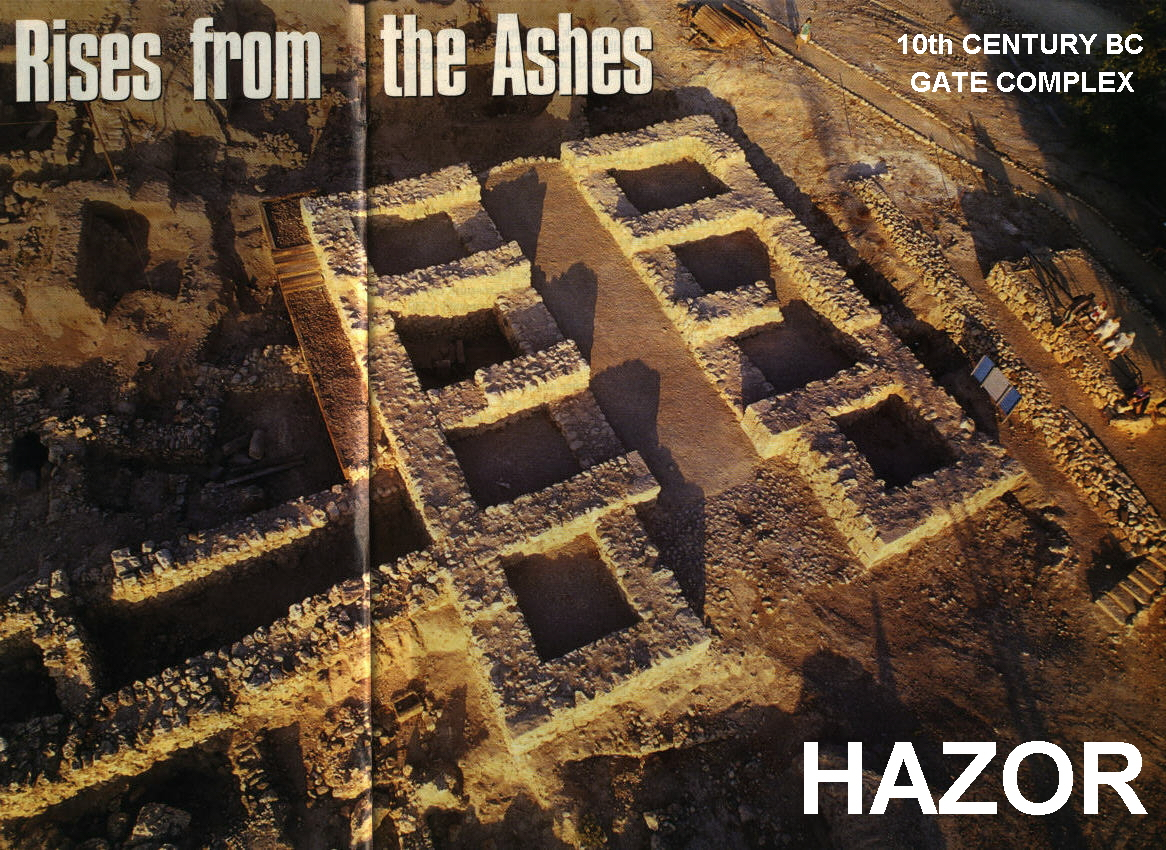 Rises from the Ashes
10th CENTURY BC
GATE COMPLEX
HAZOR